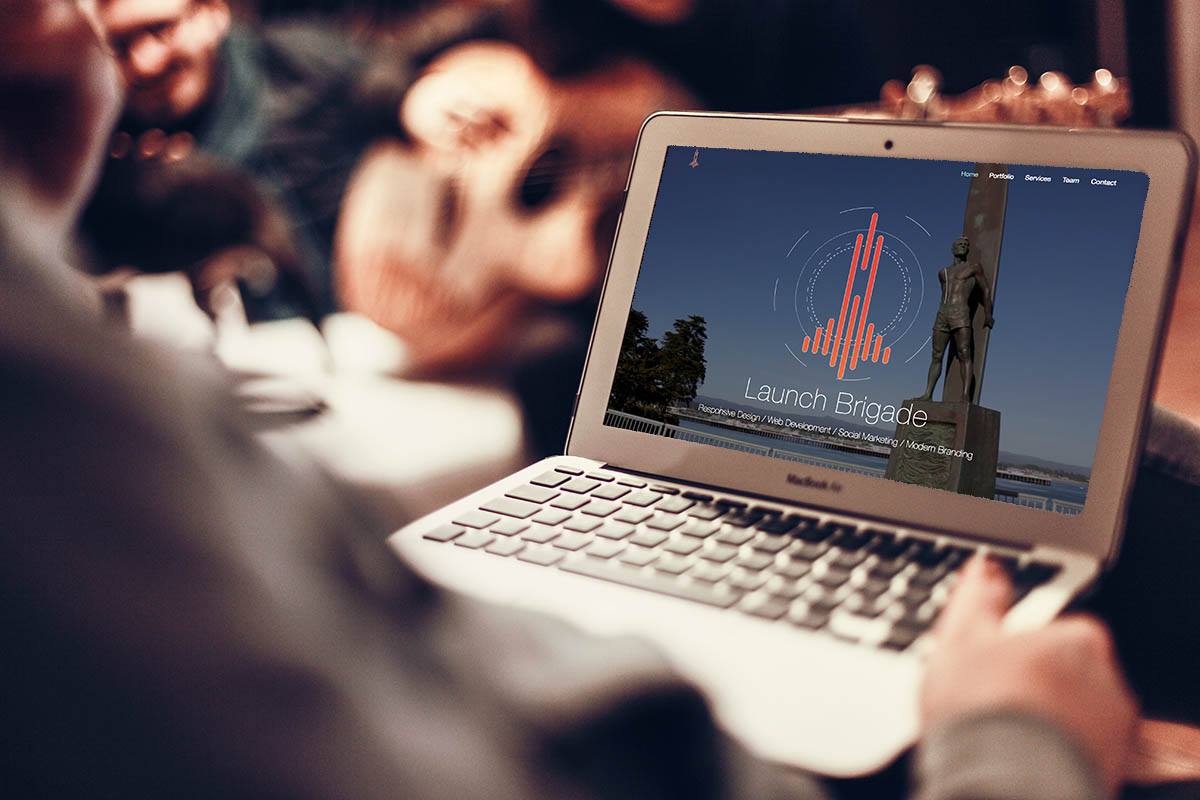 Home Portfolio Services Team Contact
Launch Brigade
Responsive Design / Web Development / Social Marketing / Modern Branding
MacBook Air